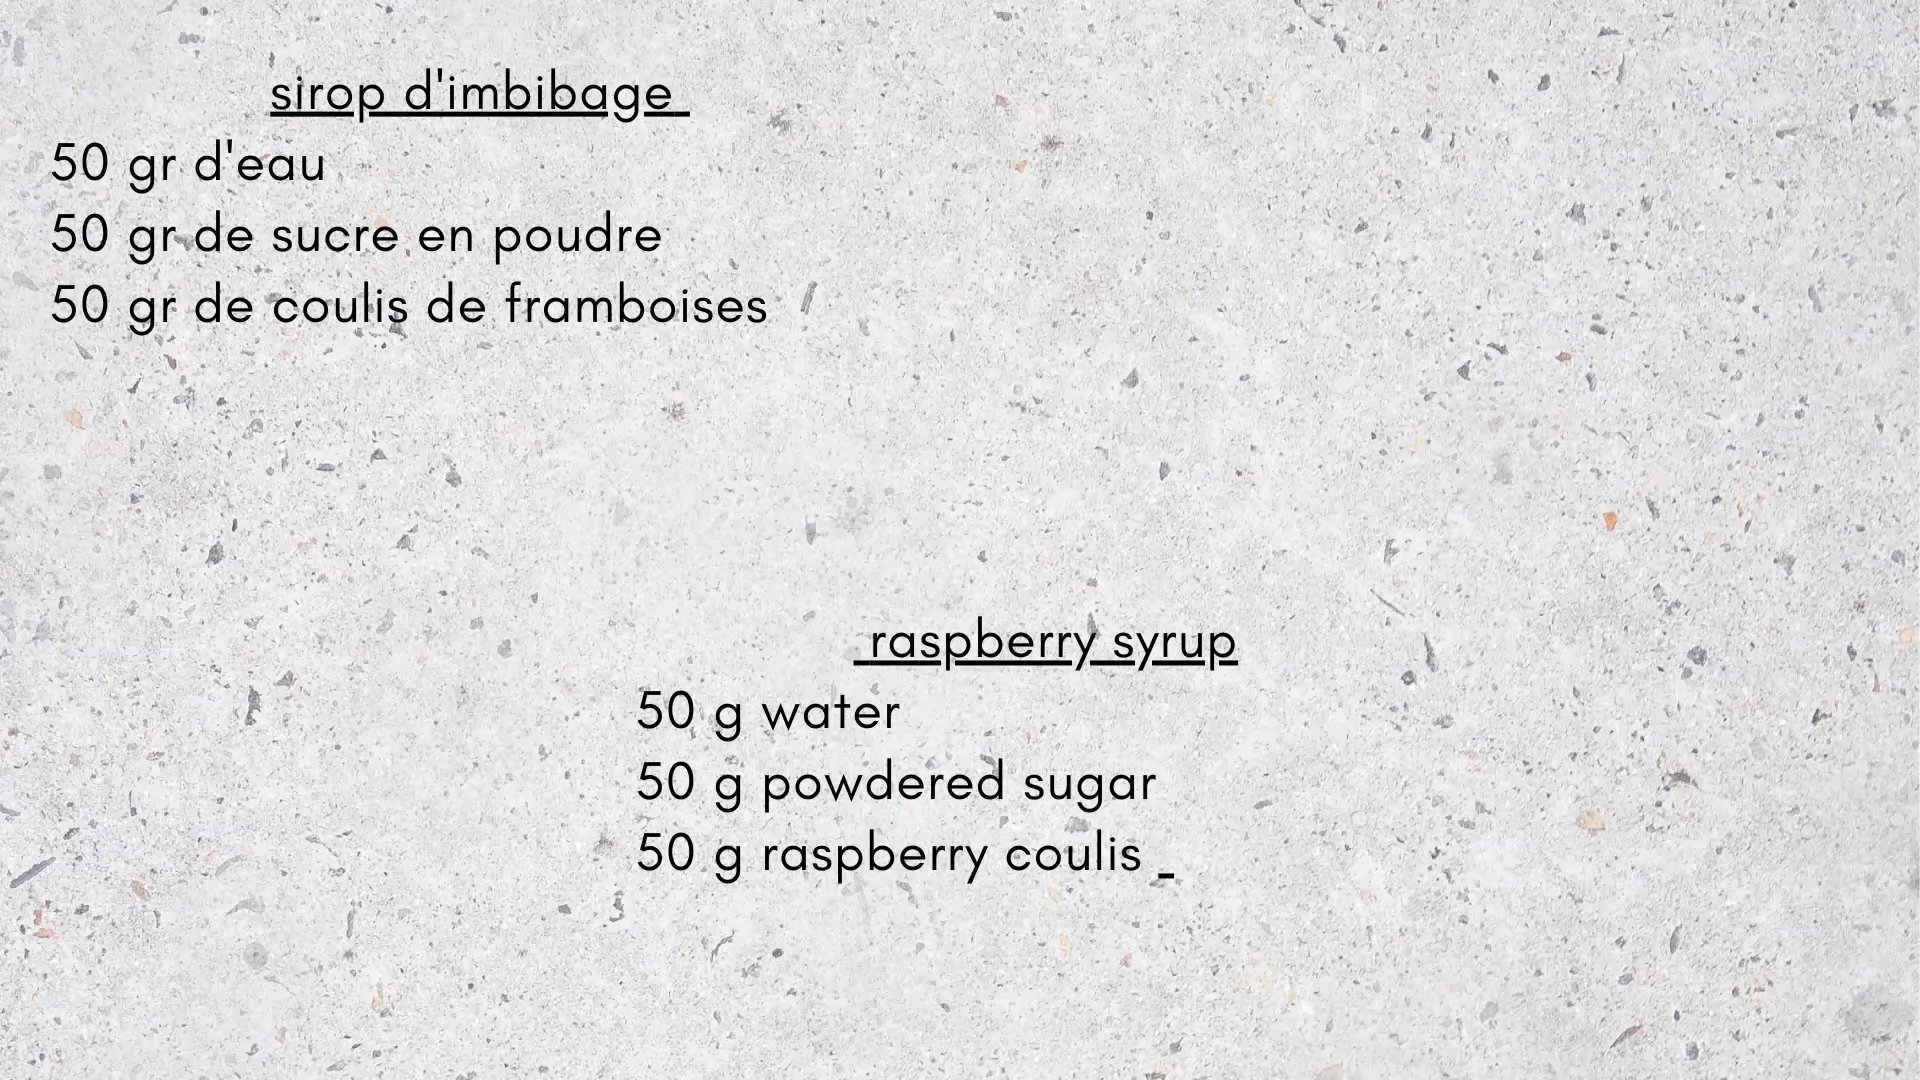 sirop d'imbibage
50 gr d'eau
50 gr de sucre en poudre
50 gr de coulis de framboises
raspberry syrup
50 g water
50 g powdered sugar
50 g raspberry coulis